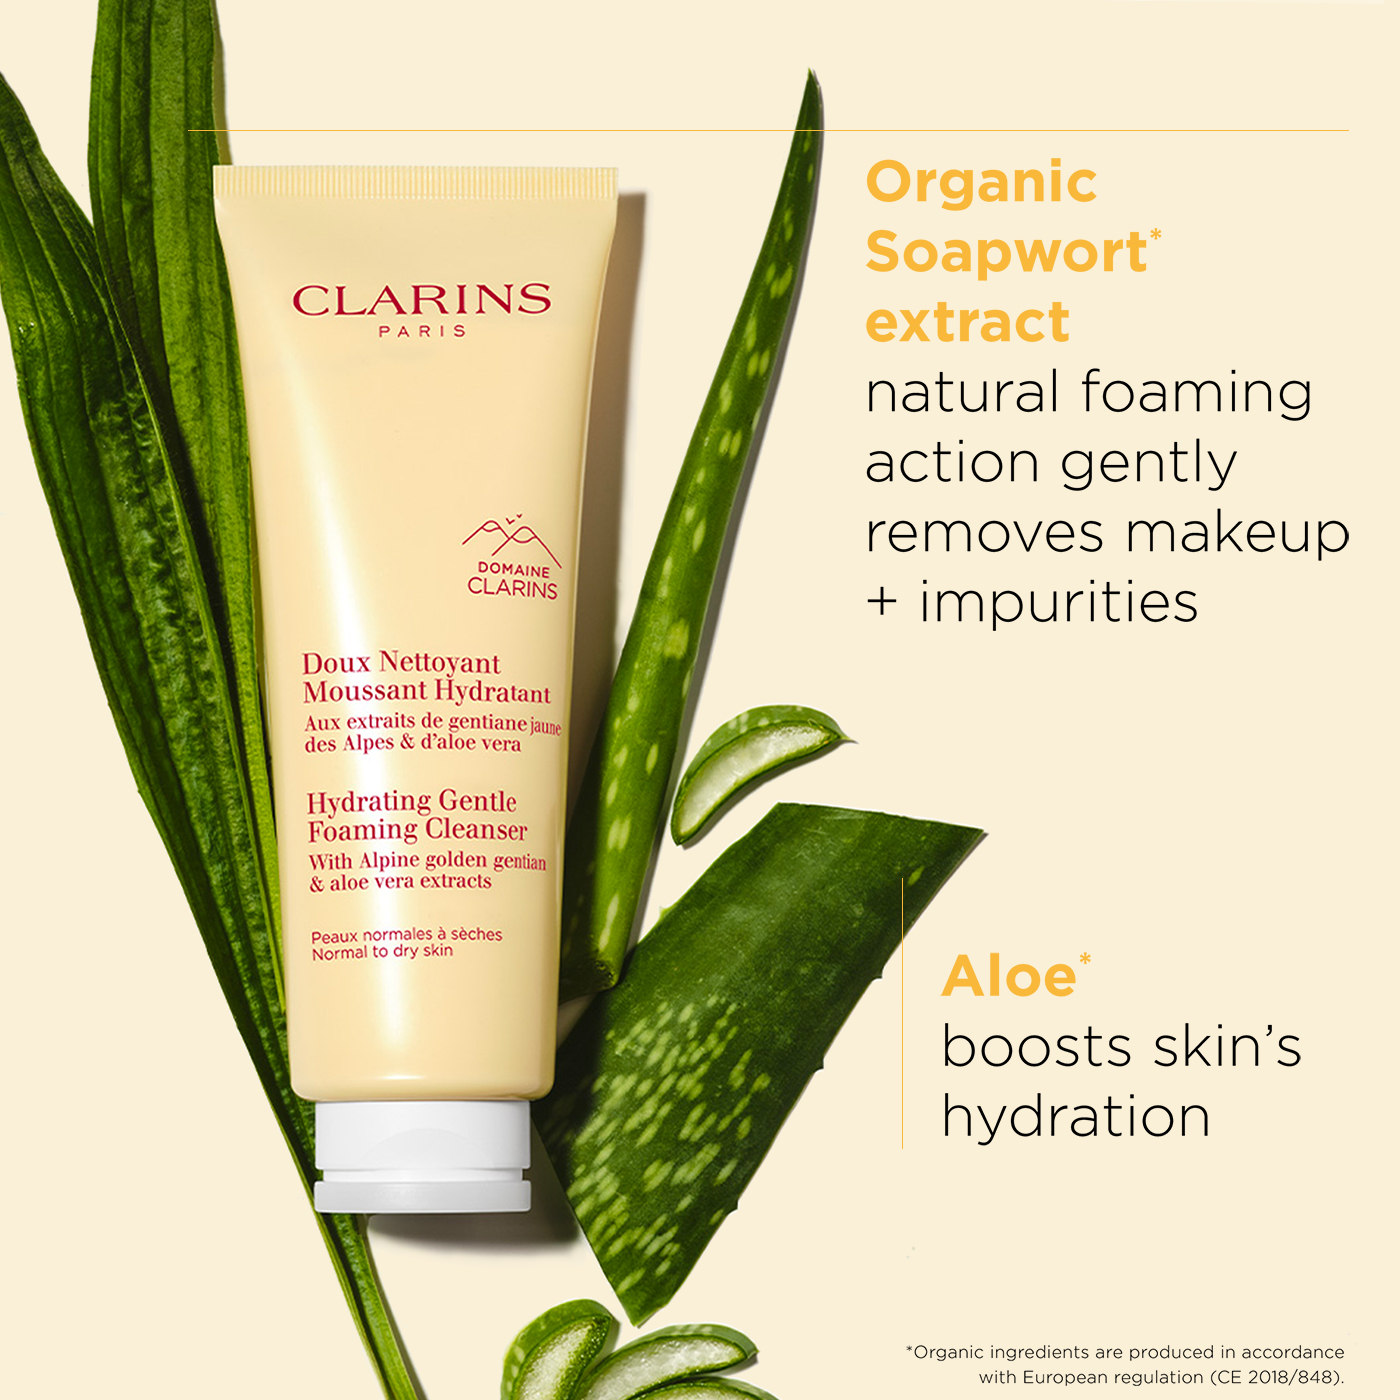 CLARINS
PARIS
DOMAINE
CLARINS
Doux Nettoyant
Moussant Hydratant
Aux extraits de gentiane jaune
des Alpes & d'aloe vera
Hydrating Gentle
Foaming Cleanser
With Alpine golden gentian
& aloe vera extracts
Peaux normales à sèches
Normal to dry skin
Organic
Soapwort*
extract
natural foaming
action gently
removes makeup
+ impurities
Aloe*
boosts skin’s
hydration
*Organic ingredients are produced in accordance
with European regulation (CE 2018/848).